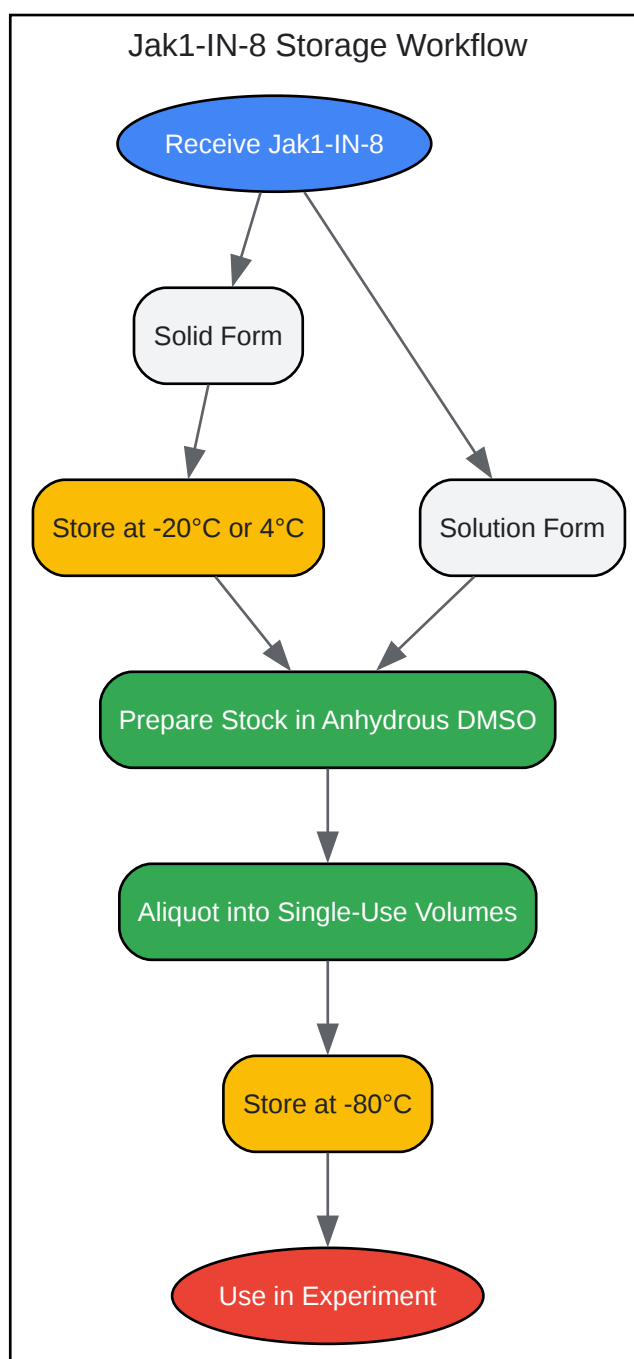 Jak1-IN-8 Storage Workflow
Receive Jak1-IN-8
Solid Form
Store at -20°C or 4°C
Solution Form
Prepare Stock in Anhydrous DMSO
Aliquot into Single-Use Volumes
Store at -80°C
Use in Experiment